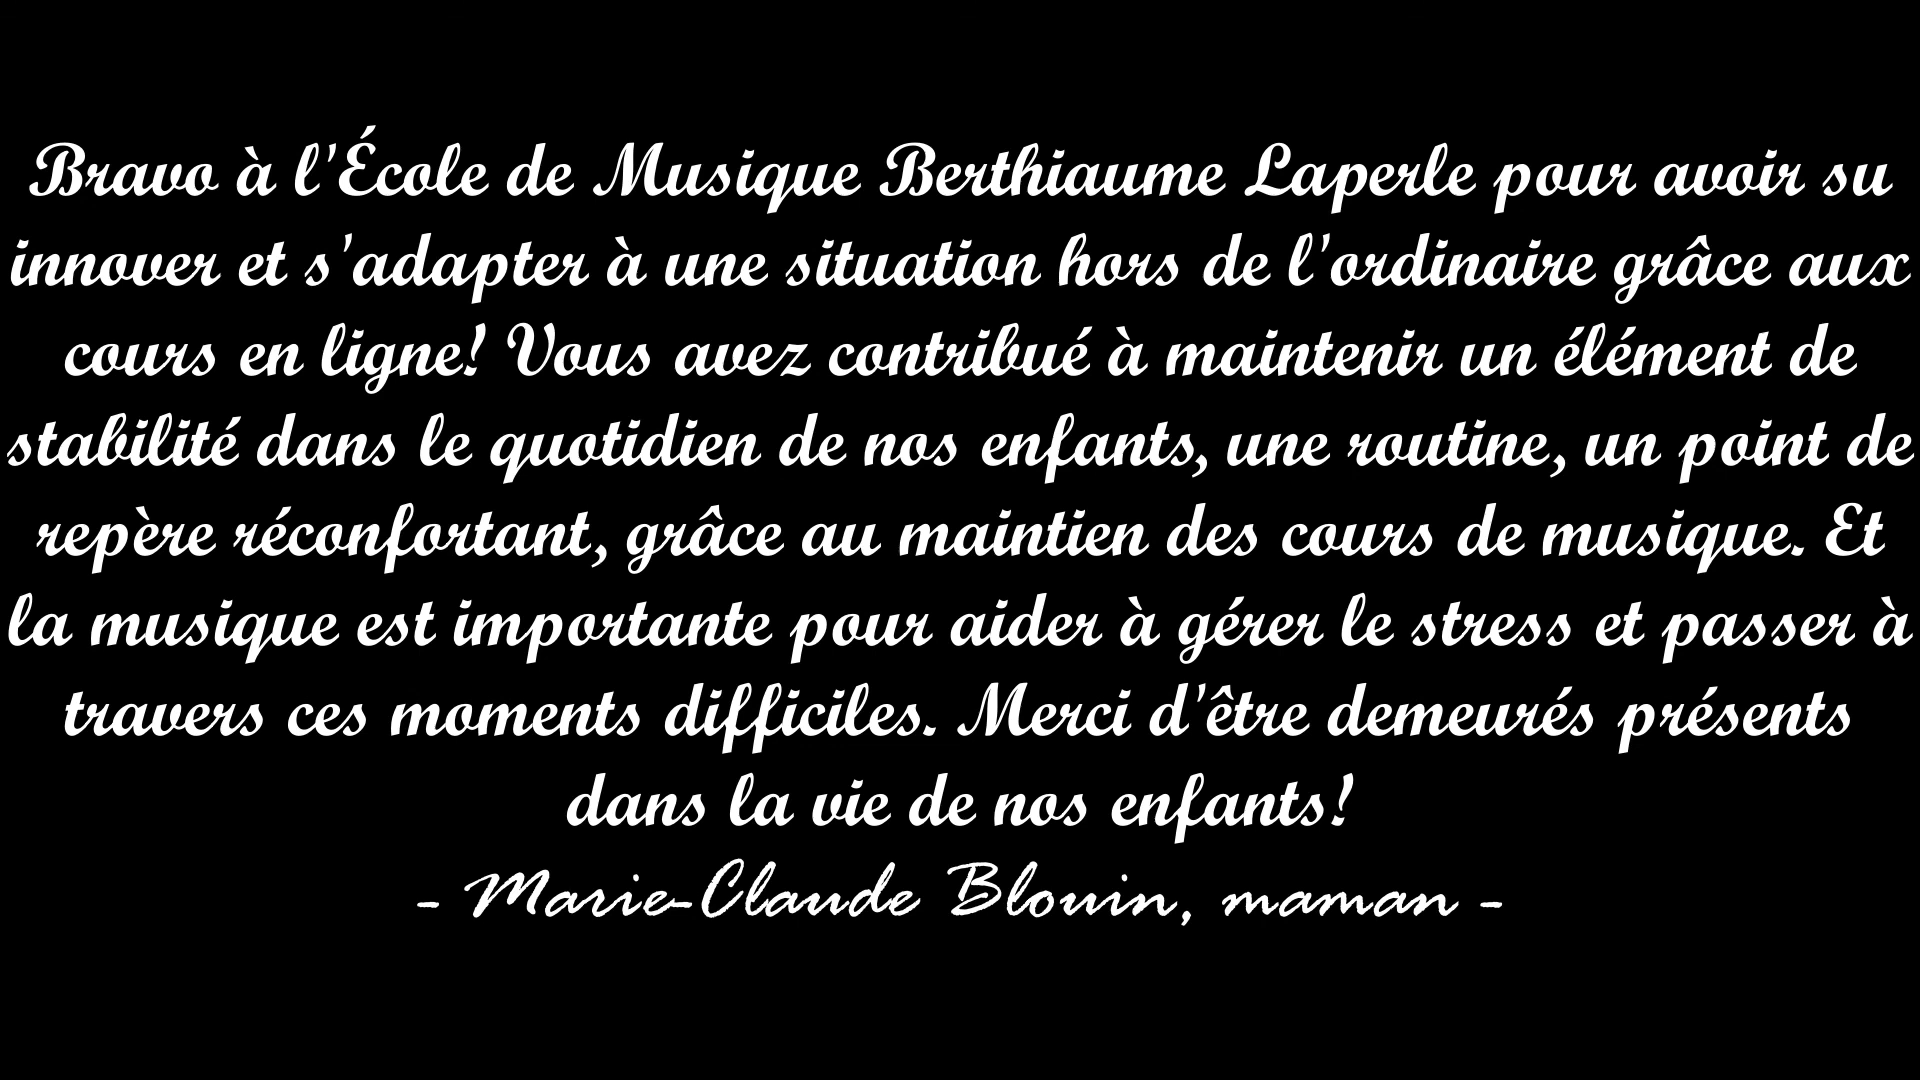 Bravo à l'École de Musique Berthiaume Laperle pour avoir su
innover et s'adapter à une situation hors de l'ordinaire grâce aux
cours en ligne! Vous avez contribué à maintenir un élément de
stabilité dans le quotidien de nos enfants, une routine, un point de
repère réconfortant, grâce au maintien des cours de musique. Et
la musique est importante pour aider à gérer le stress et passer à
travers ces moments difficiles. Merci d'être demeurés présents
dans la vie de nos enfants!
- Marie-Claude Blouin, maman -